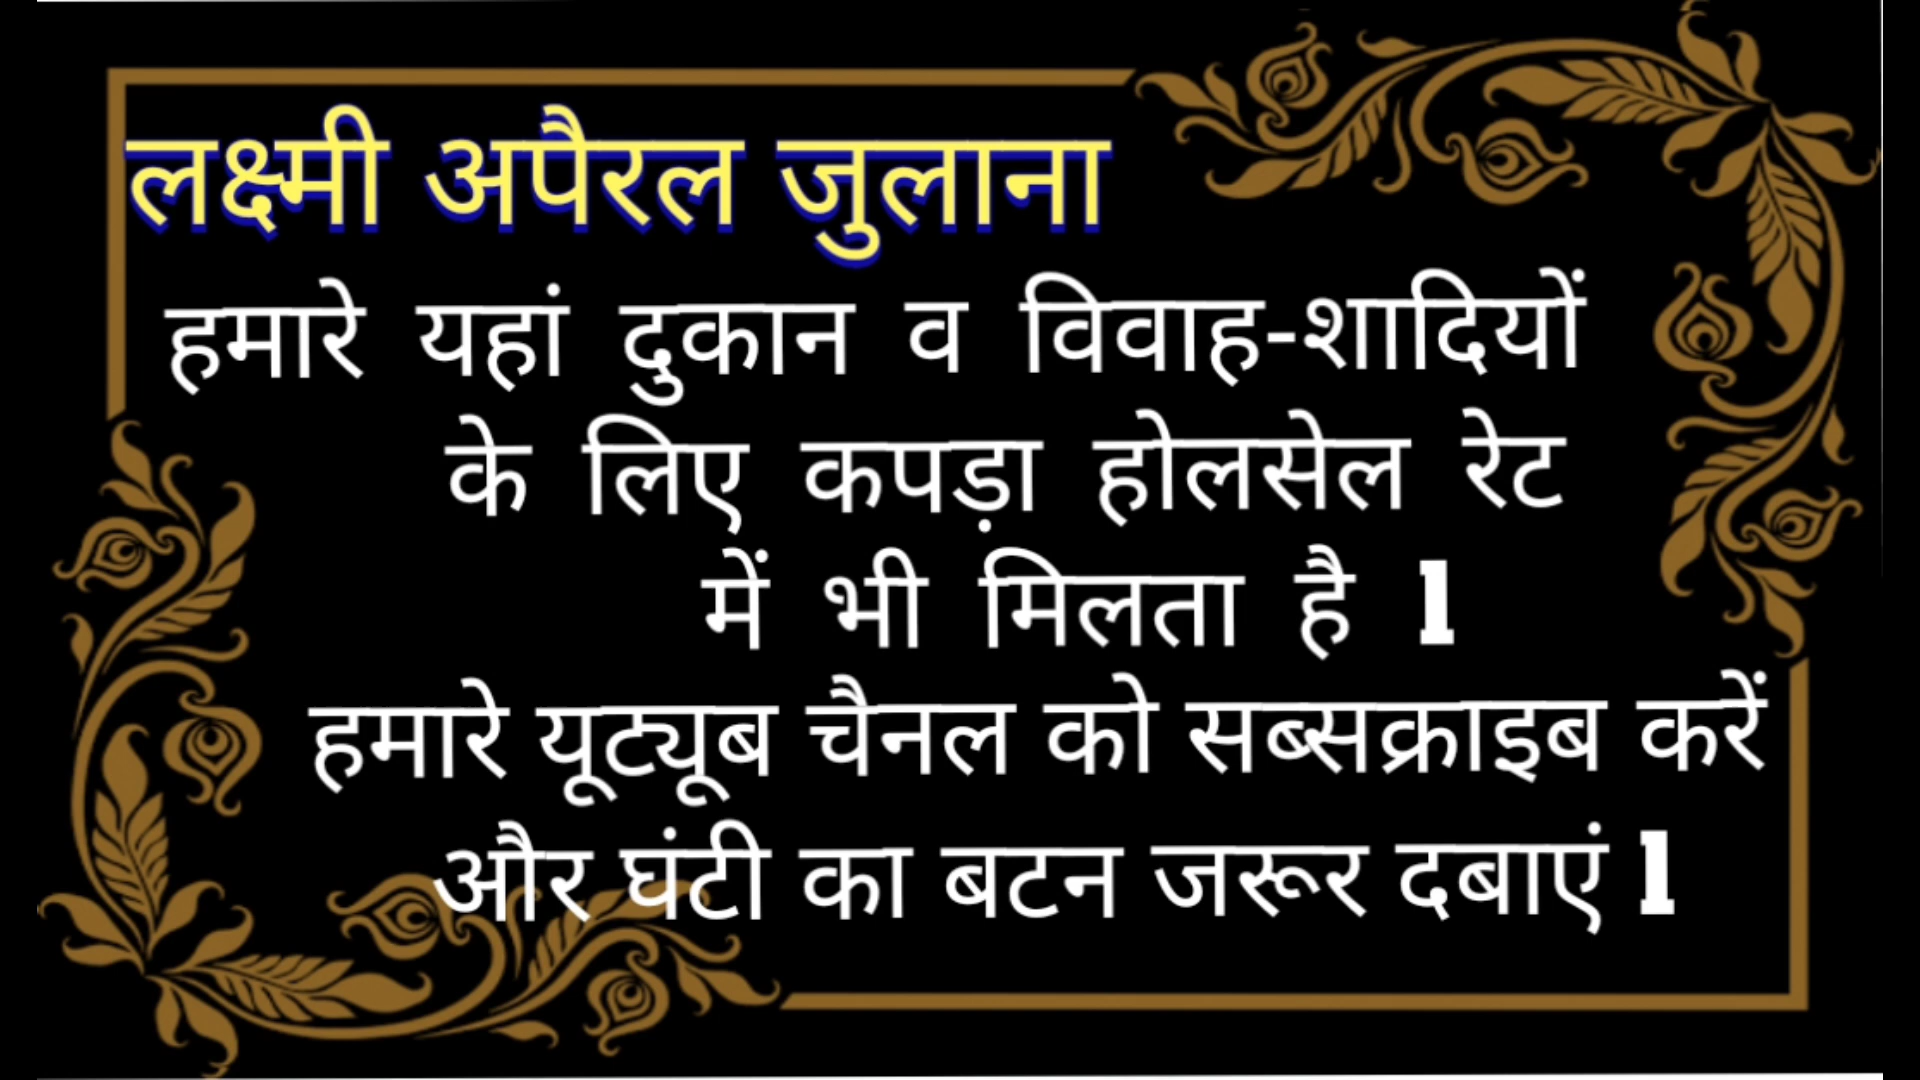 लक्ष्मी अपैरल जुलाना
हमारे यहां दुकान व विवाह-शादियों
के लिए कपड़ा होलसेल रेट
में भी मिलता है l
हमारे यूट्यूब चैनल को सब्सक्राइब करें
और घंटी का बटन जरूर दबाएं l